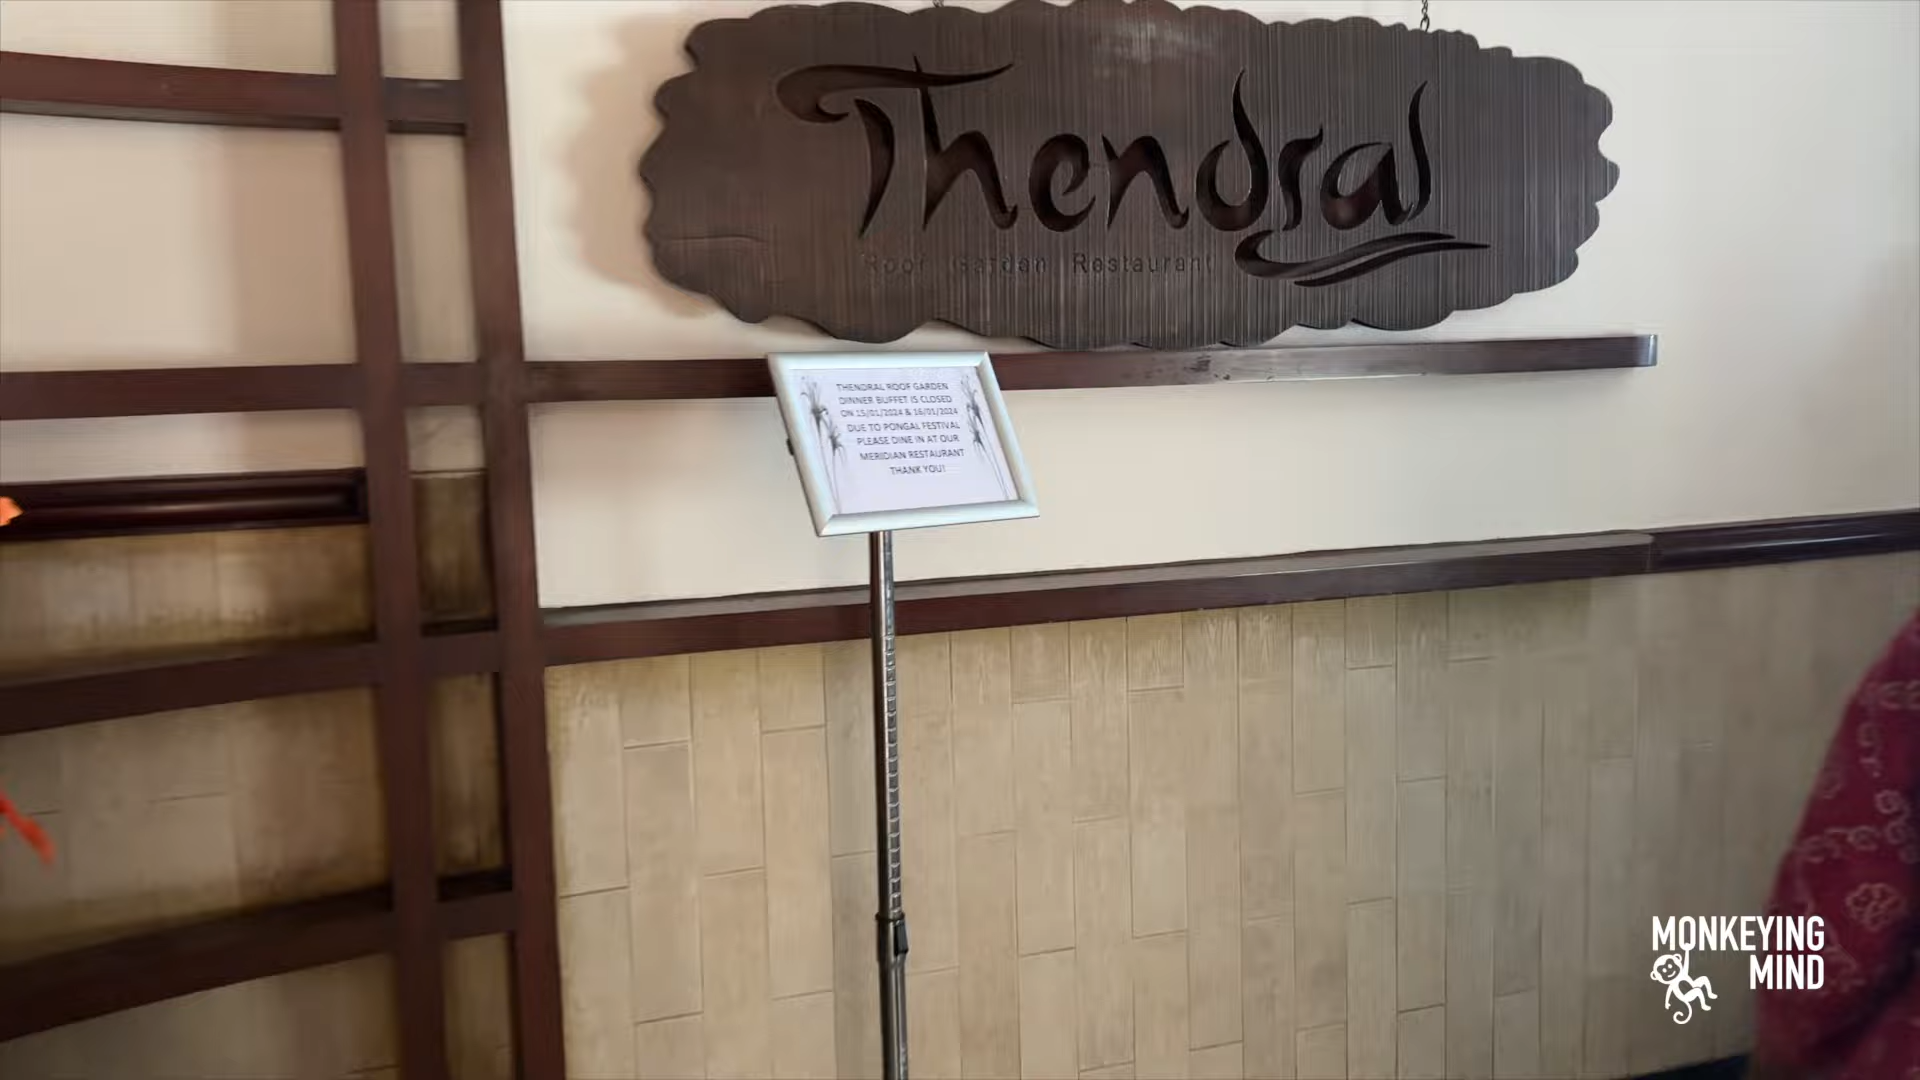 Thendral
Roof Garden Restaurant
THENDRAL ROOF GARDEN
DINNER BUFFET IS CLOSED
ON 15/01/2024 & 16/01/2024
DUE TO PONGAL FESTIVAL
PLEASE DINE IN AT OUR
MERIDIAN RESTAURANT
THANK YOU!
MONKEYING
MIND